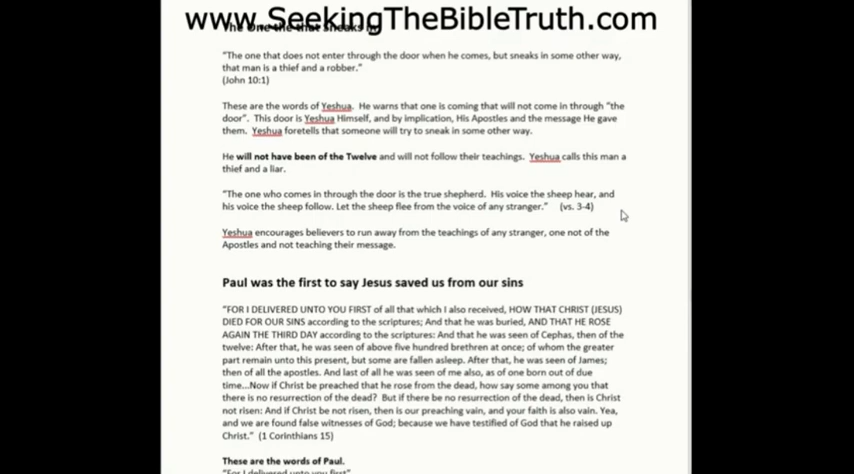 www.SeekingTheBibleTruth.com
"The one that does not enter through the door when he comes, but sneaks in some other way,
that man is a thief and a robber."
(John 10:1)
These are the words of Yeshua. He warns that one is coming that will not come in through "the
door". This door is Yeshua Himself, and by implication, His Apostles and the message He gave
them. Yeshua foretells that someone will try to sneak in some other way.
He will not have been of the Twelve and will not follow their teachings. Yeshua calls this man a
thief and a liar.
"The one who comes in through the door is the true shepherd. His voice the sheep hear, and
his voice the sheep follow. Let the sheep flee from the voice of any stranger." (vs. 3-4)
Yeshua encourages believers to run away from the teachings of any stranger, one not of the
Apostles and not teaching their message.
Paul was the first to say Jesus saved us from our sins
"FOR I DELIVERED UNTO YOU FIRST of all that which I also received, HOW THAT CHRIST (JESUS)
DIED FOR OUR SINS according to the scriptures; And that he was buried, AND THAT HE ROSE
AGAIN THE THIRD DAY according to the scriptures: And that he was seen of Cephas, then of the
twelve: After that, he was seen of above five hundred brethren at once; of whom the greater
part remain unto this present, but some are fallen asleep. After that, he was seen of James;
then of all the apostles. And last of all he was seen of me also, as of one born out of due
time...Now if Christ be preached that he rose from the dead, how say some among you that
there is no resurrection of the dead? But if there be no resurrection of the dead, then is Christ
not risen: And if Christ be not risen, then is our preaching vain, and your faith is also vain. Yea,
and we are found false witnesses of God; because we have testified of God that he raised up
Christ." (1 Corinthians 15)
These are the words of Paul.
"For I delivered unto you first"